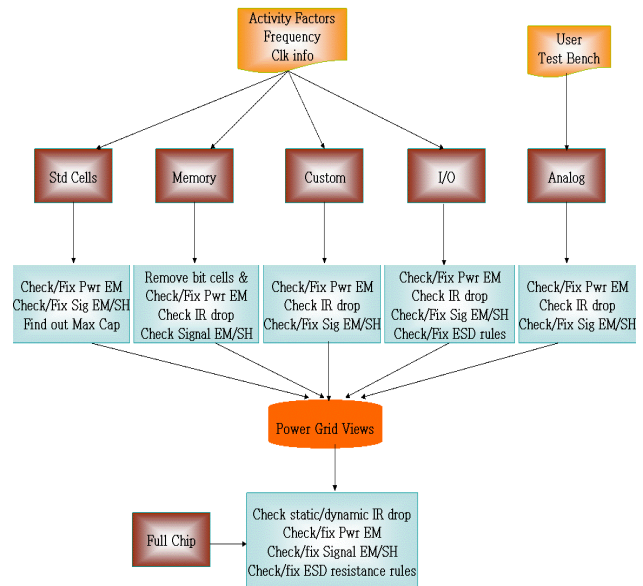 Activity Factors
Frequency
Clk info
User
Test Bench
Std Cells
Memory
Custom
I/O
Analog
Check/Fix Pwr EM
Check/Fix Sig EM/SH
Find out Max Cap
Remove bit cells &
Check/Fix Pwr EM
Check IR drop
Check Signal EM/SH
Check/Fix Pwr EM
Check IR drop
Check/Fix Sig EM/SH
Check/Fix Pwr EM
Check IR drop
Check/Fix Sig EM/SH
Check/Fix ESD rules
Check/Fix Pwr EM
Check IR drop
Check/Fix Sig EM/SH
Power Grid Views
Full Chip
Check static/dynamic IR drop
Check/fix Pwr EM
Check/fix Signal EM/SH
Check/fix ESD resistance rules